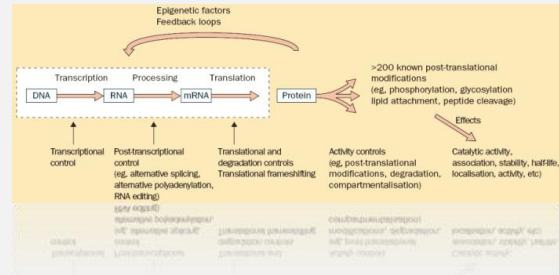 Epigenetic factors
Feedback loops
Transcription
Processing
Translation
DNA
RNA
mRNA
Protein
>200 known post-translational
modifications
(eg, phosphorylation, glycosylation
lipid attachment, peptide cleavage)
Effects
Transcriptional
control
Post-transcriptional
control
(eg, alternative splicing,
alternative polyadenylation,
RNA editing)
Translational and
degradation controls
Translational frameshifting
Activity controls
(eg, post-translational
modifications, degradation,
compartmentalisation)
Catalytic activity,
association, stability, half-life,
localisation, activity, etc)